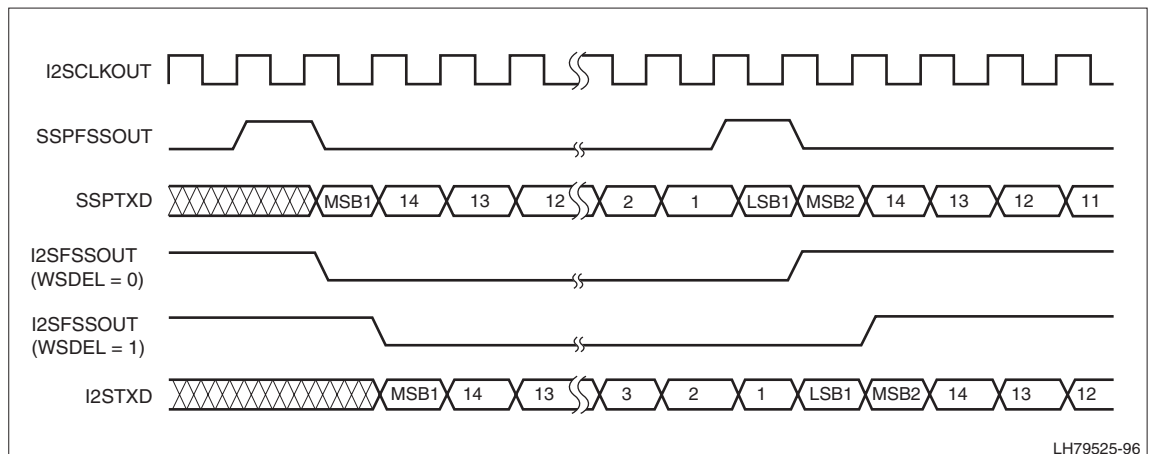 I2SCLKOUT
SSPFSSOUT
SSPTXD MSB1 14 13 12 2 1 LSB1 MSB2 14 13 12 11
I2SFSSOUT
(WSDEL = 0)
I2SFSSOUT
(WSDEL = 1)
I2STXD MSB1 14 13 3 2 1 LSB1 MSB2 14 13 12
LH79525-96